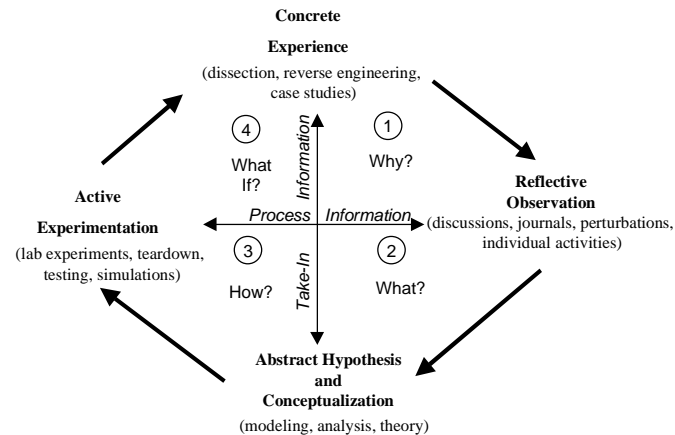 Concrete
Experience
(dissection, reverse engineering,
case studies)
4
1
What
If?
Why?
Information
Active
Experimentation
(lab experiments, teardown,
testing, simulations)
Process Information
Reflective
Observation
(discussions, journals, perturbations,
individual activities)
3
2
How?
What?
Take-In
Abstract Hypothesis
and
Conceptualization
(modeling, analysis, theory)